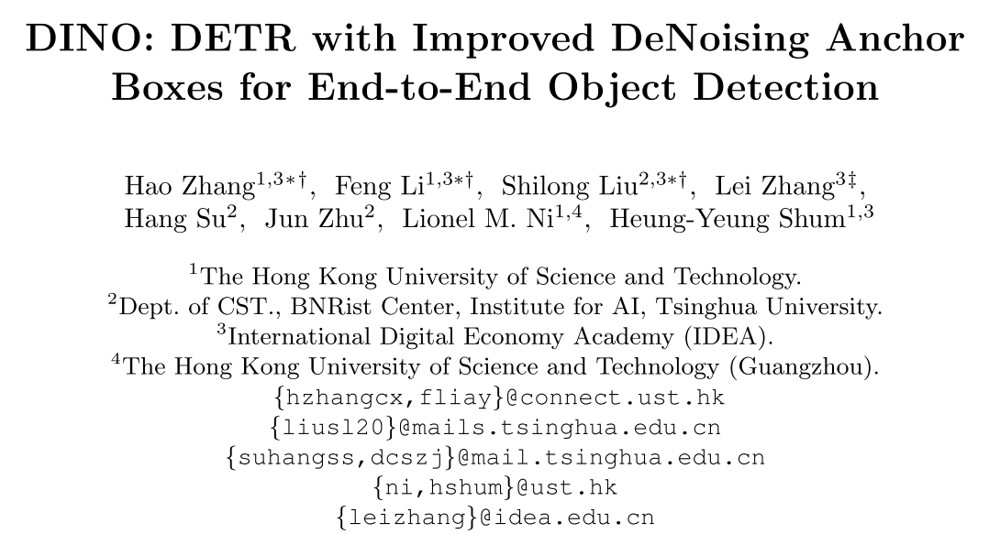 DINO: DETR with Improved DeNoising Anchor
Boxes for End-to-End Object Detection
Hao Zhang¹,³*†, Feng Li¹,³*†, Shilong Liu²,³*†, Lei Zhang³‡,
Hang Su², Jun Zhu², Lionel M. Ni¹,⁴, Heung-Yeung Shum¹,³
¹The Hong Kong University of Science and Technology.
²Dept. of CST., BNRist Center, Institute for AI, Tsinghua University.
³International Digital Economy Academy (IDEA).
⁴The Hong Kong University of Science and Technology (Guangzhou).
{hzhangcx,fliay}@connect.ust.hk
{liusl20}@mails.tsinghua.edu.cn
{suhangss,dcszj}@mail.tsinghua.edu.cn
{ni,hshum}@ust.hk
{leizhang}@idea.edu.cn